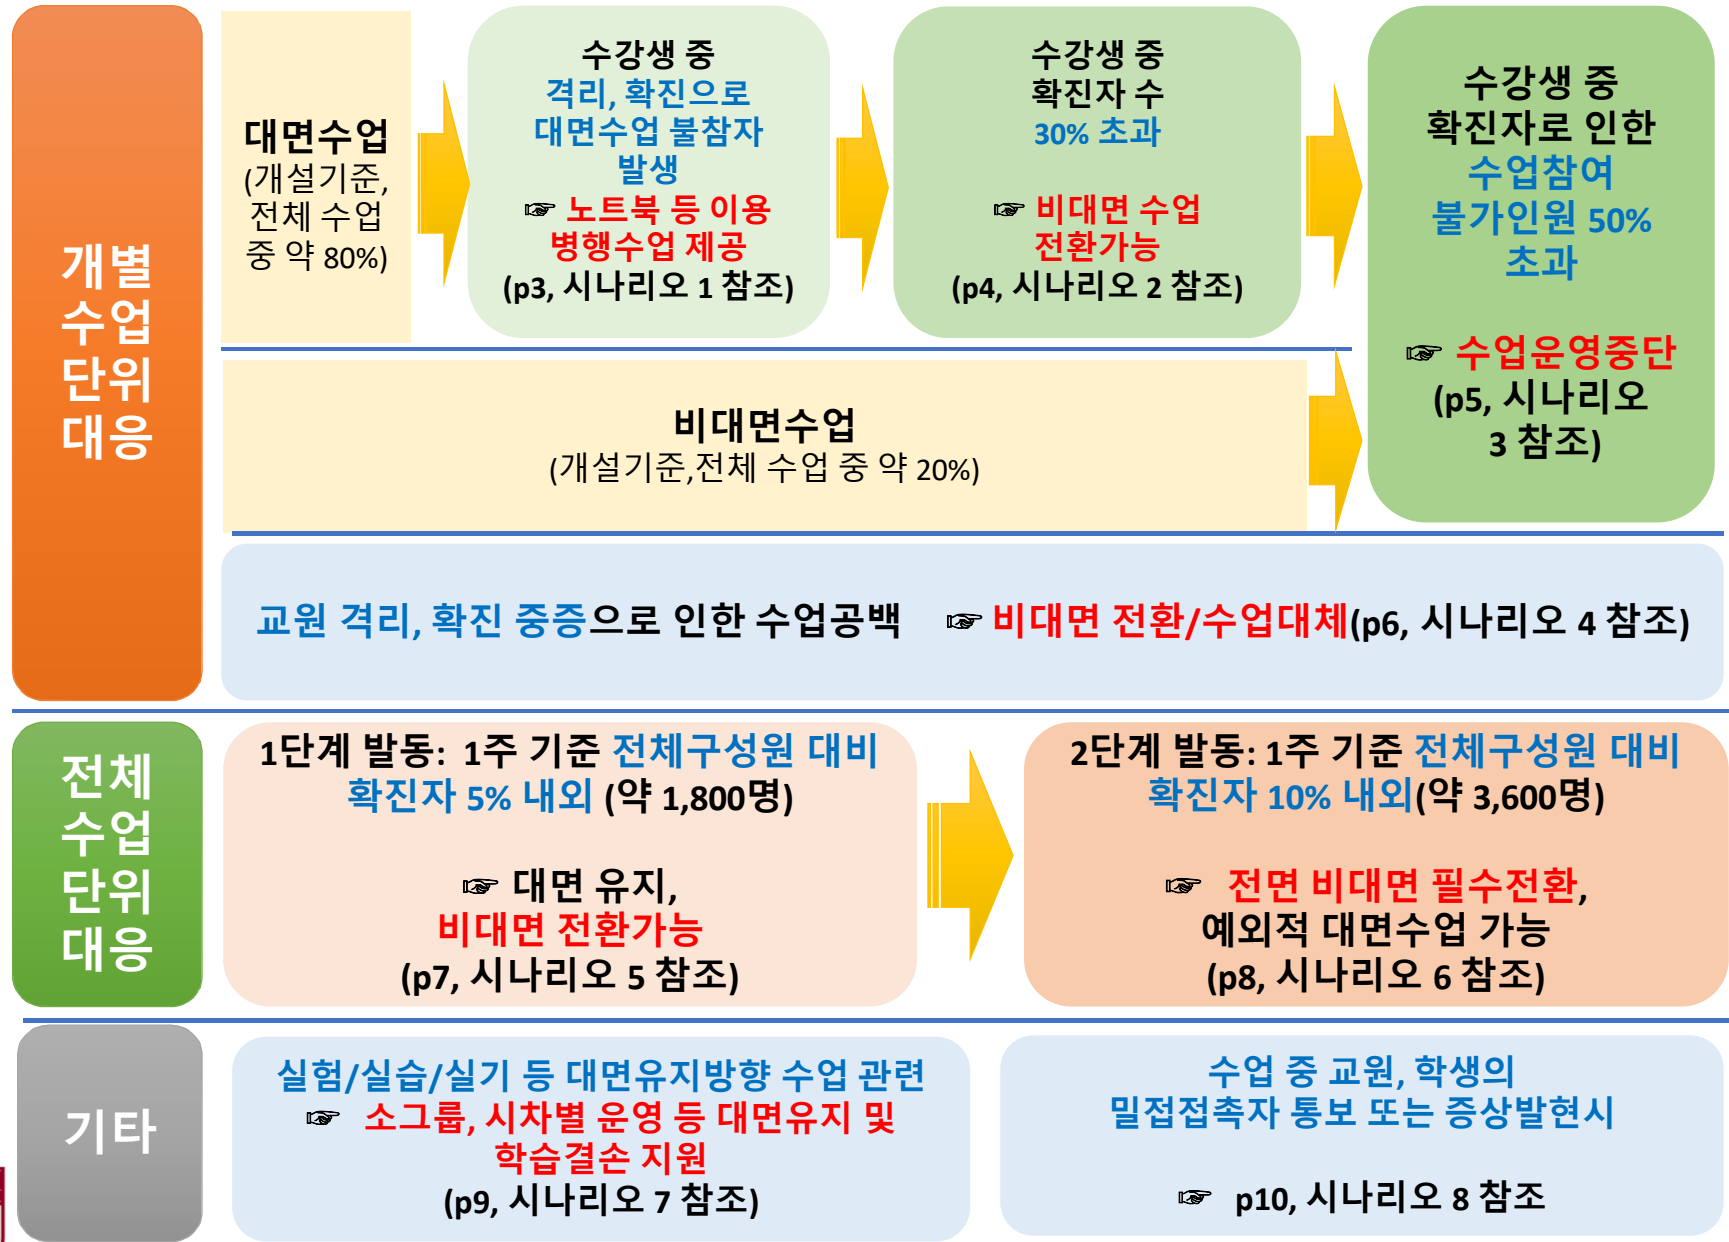 개별
수업
단위
대응
대면수업
(개설기준,
전체 수업
중 약 80%)
수강생 중
격리, 확진으로
대면수업 불참자
발생
☞ 노트북 등 이용
병행수업 제공
(p3, 시나리오 1 참조)
수강생 중
확진자 수
30% 초과
☞ 비대면 수업
전환가능
(p4, 시나리오 2 참조)
수강생 중
확진자로 인한
수업참여
불가인원 50%
초과
☞ 수업운영중단
(p5, 시나리오
3 참조)
비대면수업
(개설기준,전체 수업 중 약 20%)
교원 격리, 확진 중증으로 인한 수업공백 ☞ 비대면 전환/수업대체(p6, 시나리오 4 참조)
전체
수업
단위
대응
1단계 발동: 1주 기준 전체구성원 대비
확진자 5% 내외 (약 1,800명)
☞ 대면 유지,
비대면 전환가능
(p7, 시나리오 5 참조)
2단계 발동: 1주 기준 전체구성원 대비
확진자 10% 내외(약 3,600명)
☞ 전면 비대면 필수전환,
예외적 대면수업 가능
(p8, 시나리오 6 참조)
기타
실험/실습/실기 등 대면유지방향 수업 관련
☞ 소그룹, 시차별 운영 등 대면유지 및
학습결손 지원
(p9, 시나리오 7 참조)
수업 중 교원, 학생의
밀접접촉자 통보 또는 증상발현시
☞ p10, 시나리오 8 참조